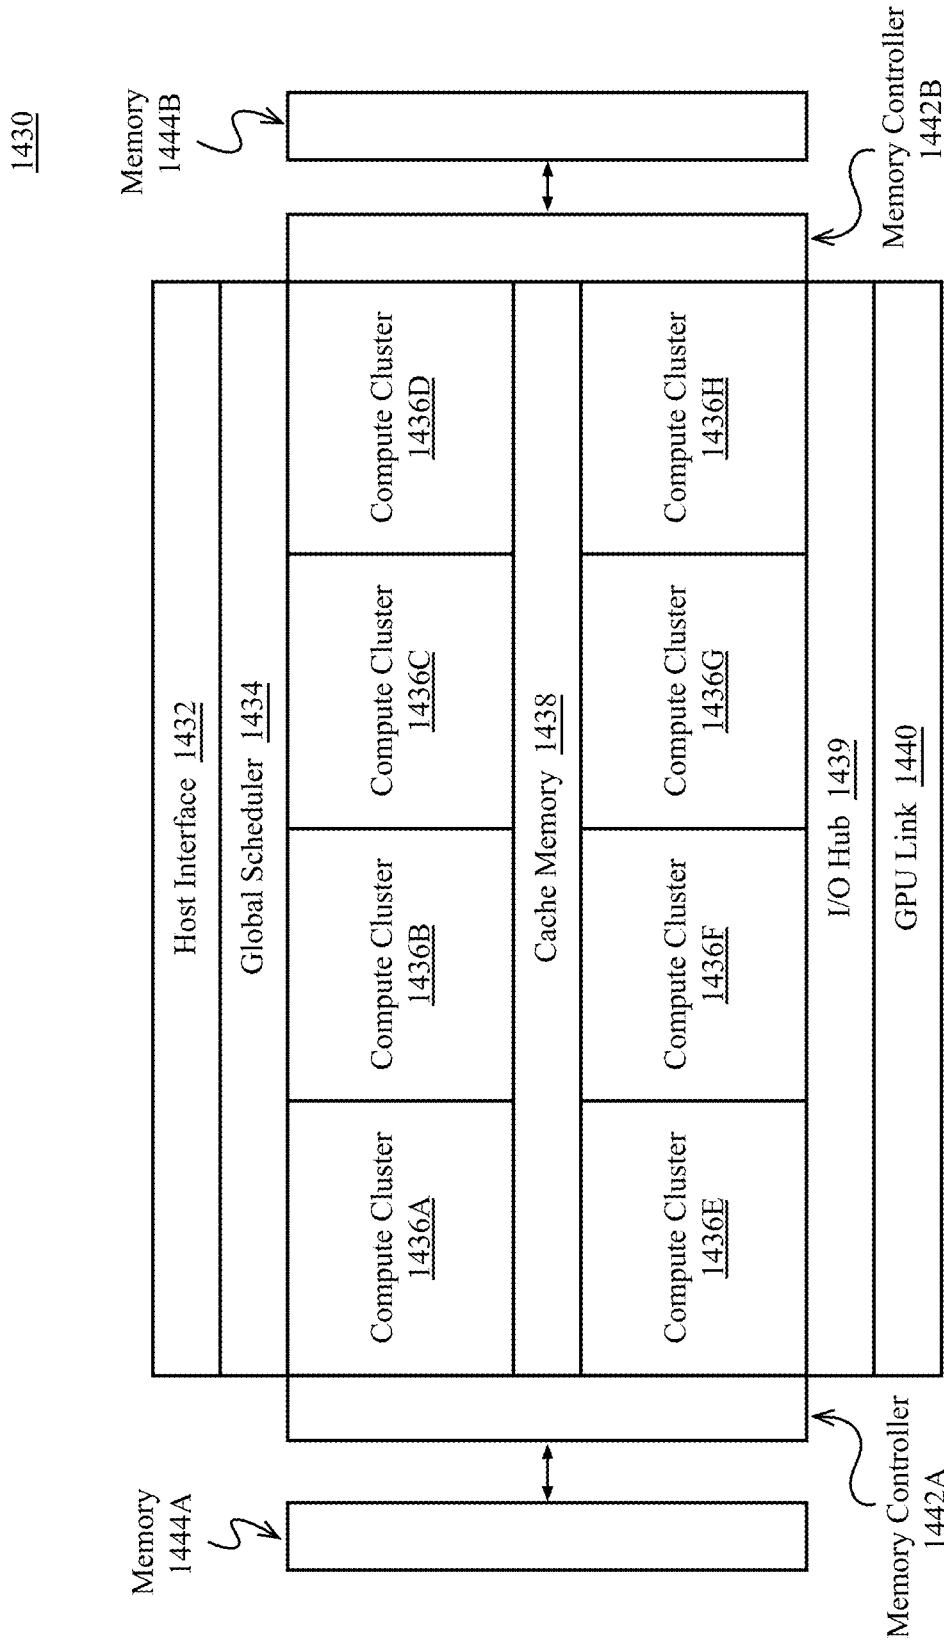 1430
Memory
1444A
Memory
1444B
Host Interface 1432
Global Scheduler 1434
Compute Cluster
1436A
Compute Cluster
1436B
Compute Cluster
1436C
Compute Cluster
1436D
Cache Memory 1438
Compute Cluster
1436E
Compute Cluster
1436F
Compute Cluster
1436G
Compute Cluster
1436H
I/O Hub 1439
GPU Link 1440
Memory Controller
1442A
Memory Controller
1442B